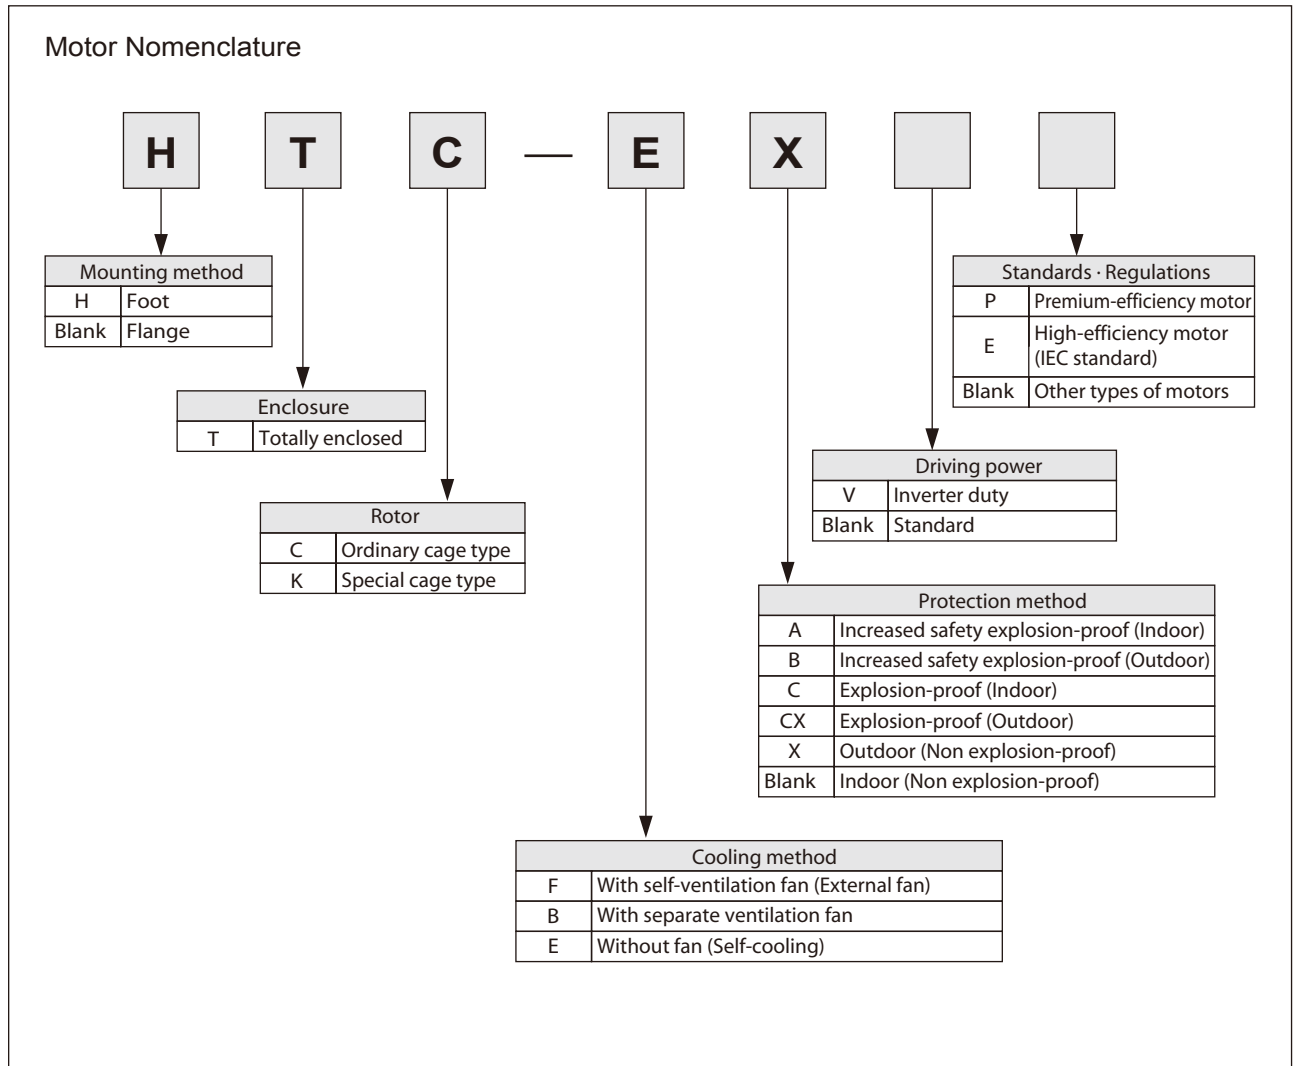 Motor Nomenclature
H T C — E X
Mounting method
H Foot
Blank Flange
Enclosure
T Totally enclosed
Rotor
C Ordinary cage type
K Special cage type
Standards · Regulations
P Premium-efficiency motor
E High-efficiency motor
(IEC standard)
Blank Other types of motors
Driving power
V Inverter duty
Blank Standard
Protection method
A Increased safety explosion-proof (Indoor)
B Increased safety explosion-proof (Outdoor)
C Explosion-proof (Indoor)
CX Explosion-proof (Outdoor)
X Outdoor (Non explosion-proof)
Blank Indoor (Non explosion-proof)
Cooling method
F With self-ventilation fan (External fan)
B With separate ventilation fan
E Without fan (Self-cooling)